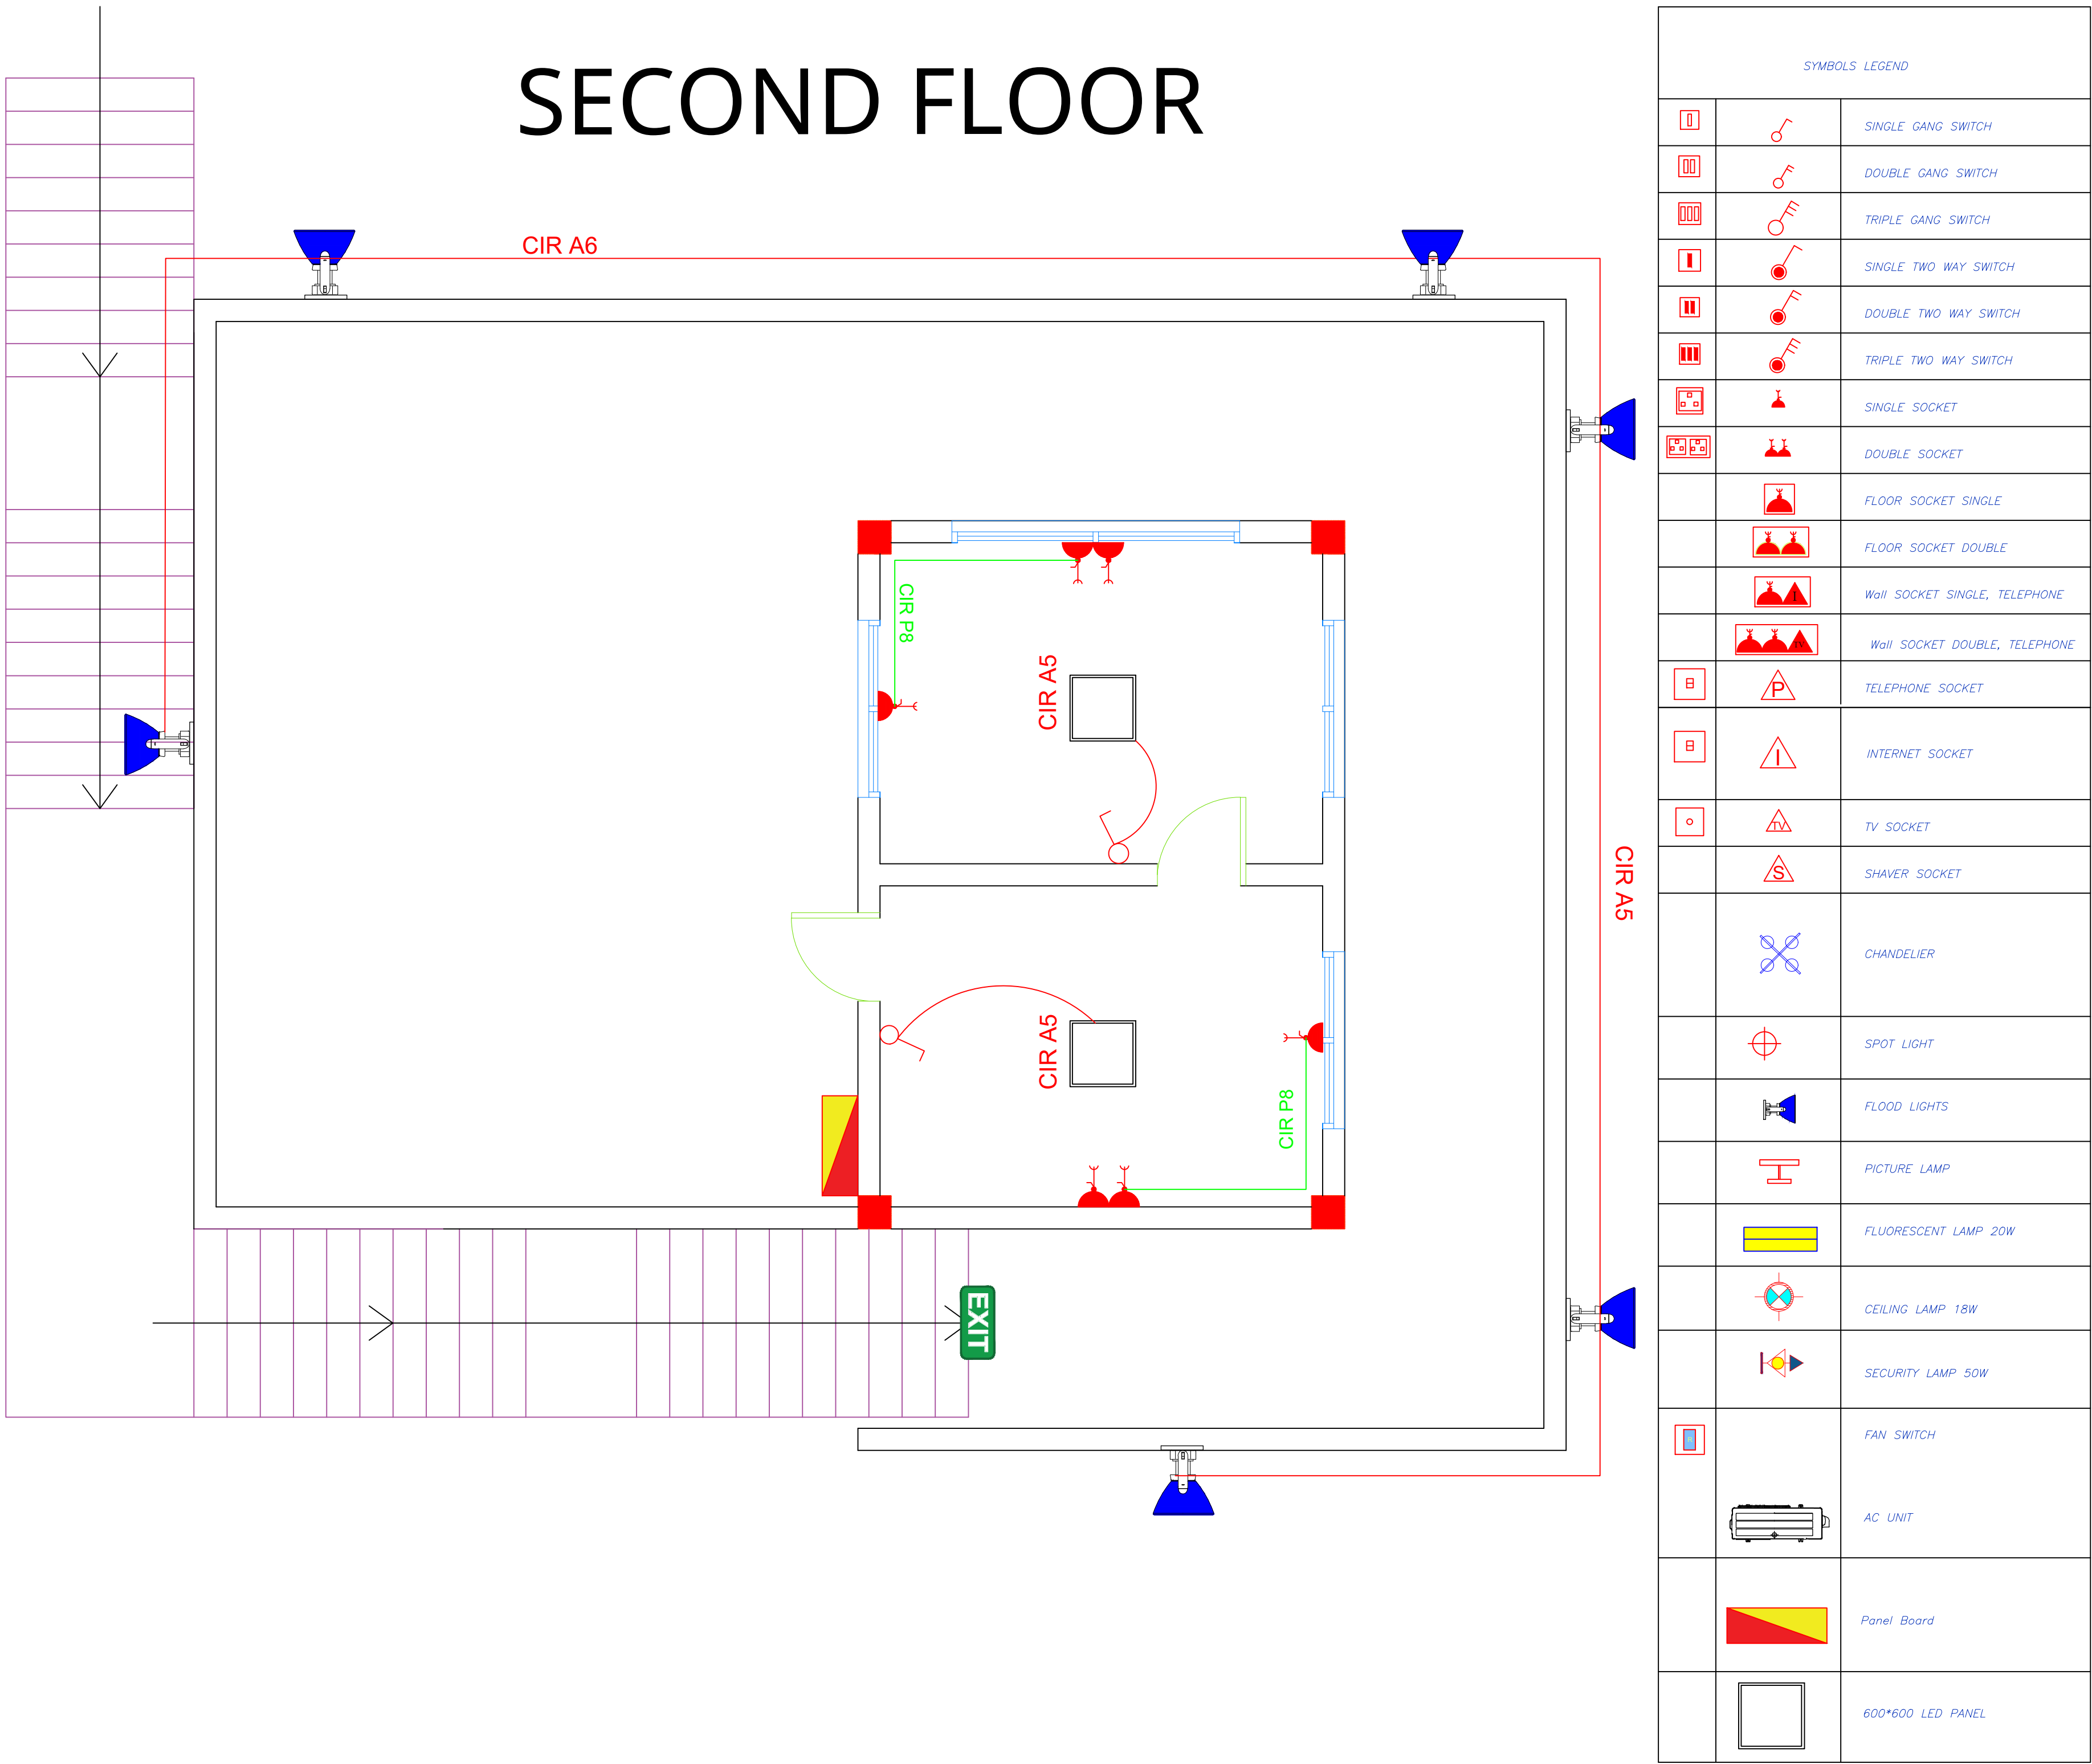 SECOND FLOOR
CIR A6
CIR P8
CIR A5
CIR A5
CIR A5
CIR P8
EXIT
SYMBOLS LEGEND
SINGLE GANG SWITCH
DOUBLE GANG SWITCH
TRIPLE GANG SWITCH
SINGLE TWO WAY SWITCH
DOUBLE TWO WAY SWITCH
TRIPLE TWO WAY SWITCH
SINGLE SOCKET
DOUBLE SOCKET
FLOOR SOCKET SINGLE
FLOOR SOCKET DOUBLE
I
Wall SOCKET SINGLE, TELEPHONE
TV
Wall SOCKET DOUBLE, TELEPHONE
P
TELEPHONE SOCKET
I
INTERNET SOCKET
TV
TV SOCKET
S
SHAVER SOCKET
CHANDELIER
SPOT LIGHT
FLOOD LIGHTS
PICTURE LAMP
FLUORESCENT LAMP 20W
CEILING LAMP 18W
SECURITY LAMP 50W
FAN SWITCH
AC UNIT
Panel Board
600*600 LED PANEL